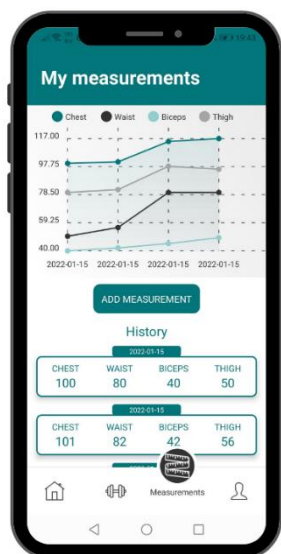 19:43
My measurements
Chest Waist Biceps Thigh
117.00
97.75
78.50
59.25
40.00
2022-01-15 2022-01-15 2022-01-15 2022-01-15
ADD MEASUREMENT
History
2022-01-15
CHEST WAIST BICEPS THIGH
100 80 40 50
2022-01-15
CHEST WAIST BICEPS THIGH
101 82 42 56
Measurements